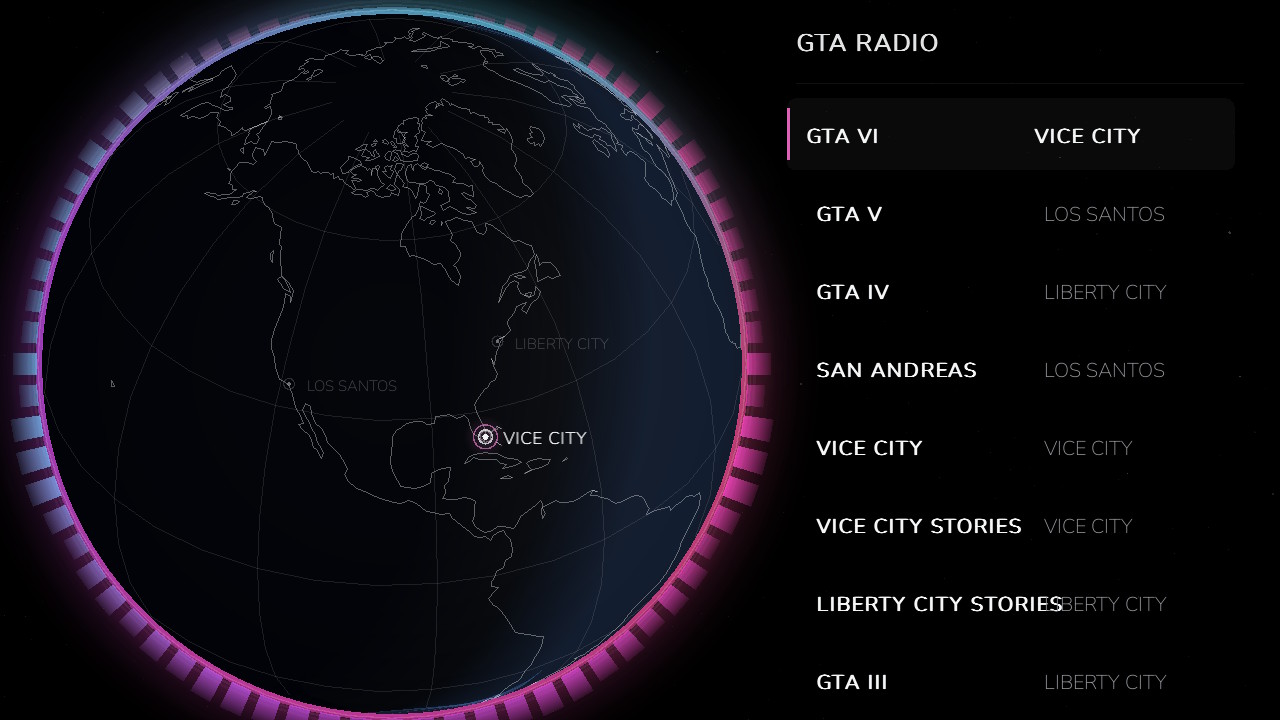 GTA RADIO
GTA VI VICE CITY
GTA V LOS SANTOS
GTA IV LIBERTY CITY
SAN ANDREAS LOS SANTOS
VICE CITY VICE CITY
VICE CITY STORIES VICE CITY
LIBERTY CITY STORIES LIBERTY CITY
GTA III LIBERTY CITY
LIBERTY CITY
LOS SANTOS
VICE CITY